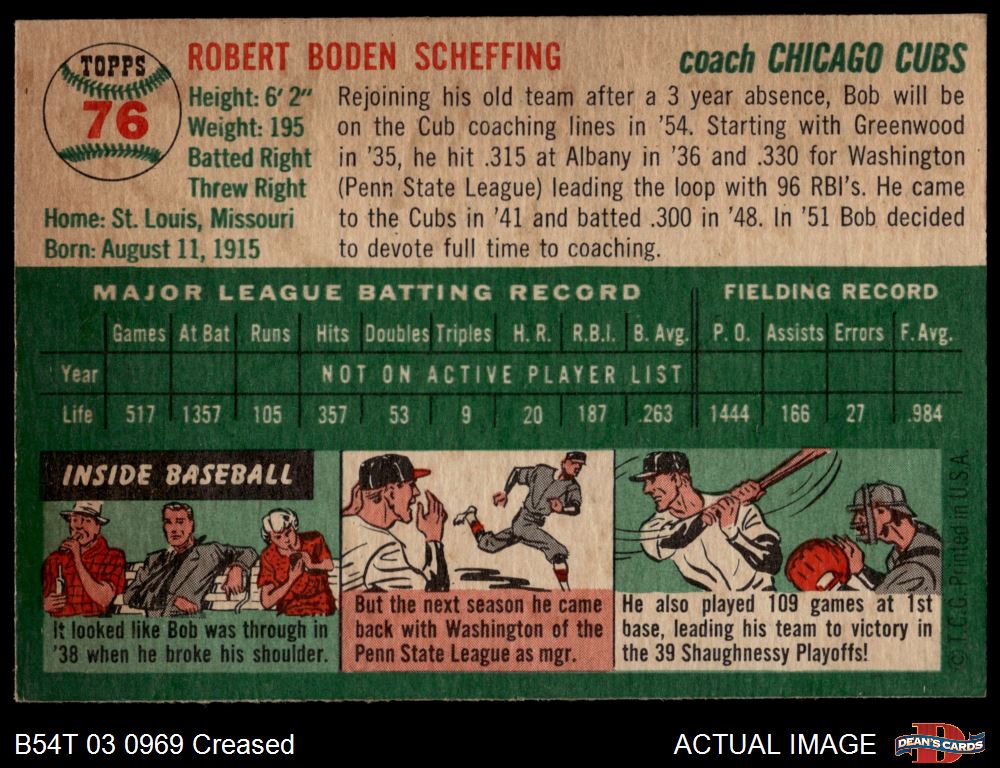 TOPPS
76
ROBERT BODEN SCHEFFING
coach CHICAGO CUBS
Height: 6' 2"
Weight: 195
Batted Right
Threw Right
Home: St. Louis, Missouri
Born: August 11, 1915
Rejoining his old team after a 3 year absence, Bob will be
on the Cub coaching lines in '54. Starting with Greenwood
in '35, he hit .315 at Albany in '36 and .330 for Washington
(Penn State League) leading the loop with 96 RBI's. He came
to the Cubs in '41 and batted .300 in '48. In '51 Bob decided
to devote full time to coaching.
MAJOR LEAGUE BATTING RECORD FIELDING RECORD
Games At Bat Runs Hits Doubles Triples H. R. R.B.I. B. Avg. P. O. Assists Errors F. Avg.
Year NOT ON ACTIVE PLAYER LIST
Life 517 1357 105 357 53 9 20 187 .263 1444 166 27 .984
INSIDE BASEBALL
It looked like Bob was through in
'38 when he broke his shoulder.
But the next season he came
back with Washington of the
Penn State League as mgr.
He also played 109 games at 1st
base, leading his team to victory in
the 39 Shaughnessy Playoffs!
© T.C.G. Printed in U.S.A.
B54T 03 0969 Creased
ACTUAL IMAGE
DEAN'S CARDS